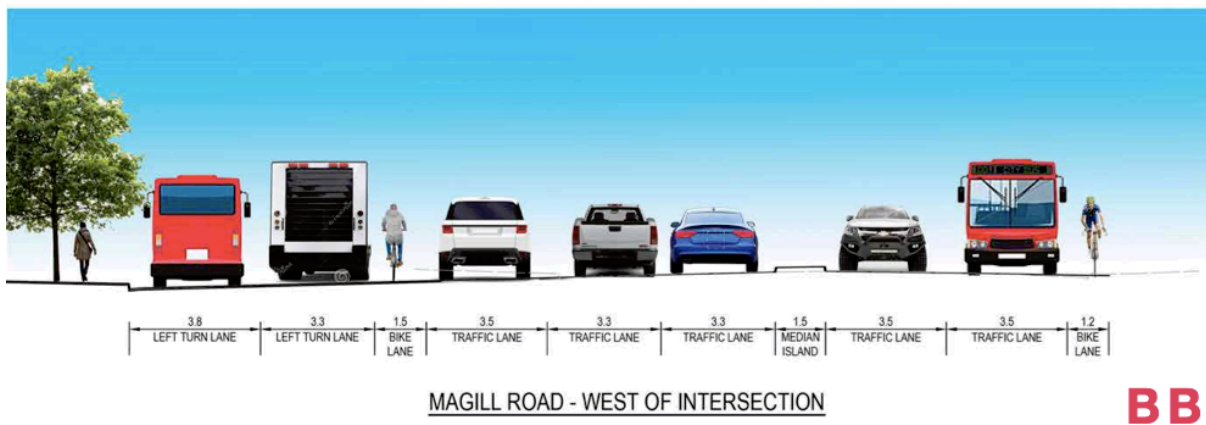 CITY BUS
3.8
LEFT TURN LANE
3.3
LEFT TURN LANE
1.5
BIKE
LANE
3.5
TRAFFIC LANE
3.3
TRAFFIC LANE
3.3
TRAFFIC LANE
1.5
MEDIAN
ISLAND
3.5
TRAFFIC LANE
3.5
TRAFFIC LANE
1.2
BIKE
LANE
MAGILL ROAD - WEST OF INTERSECTION
BB